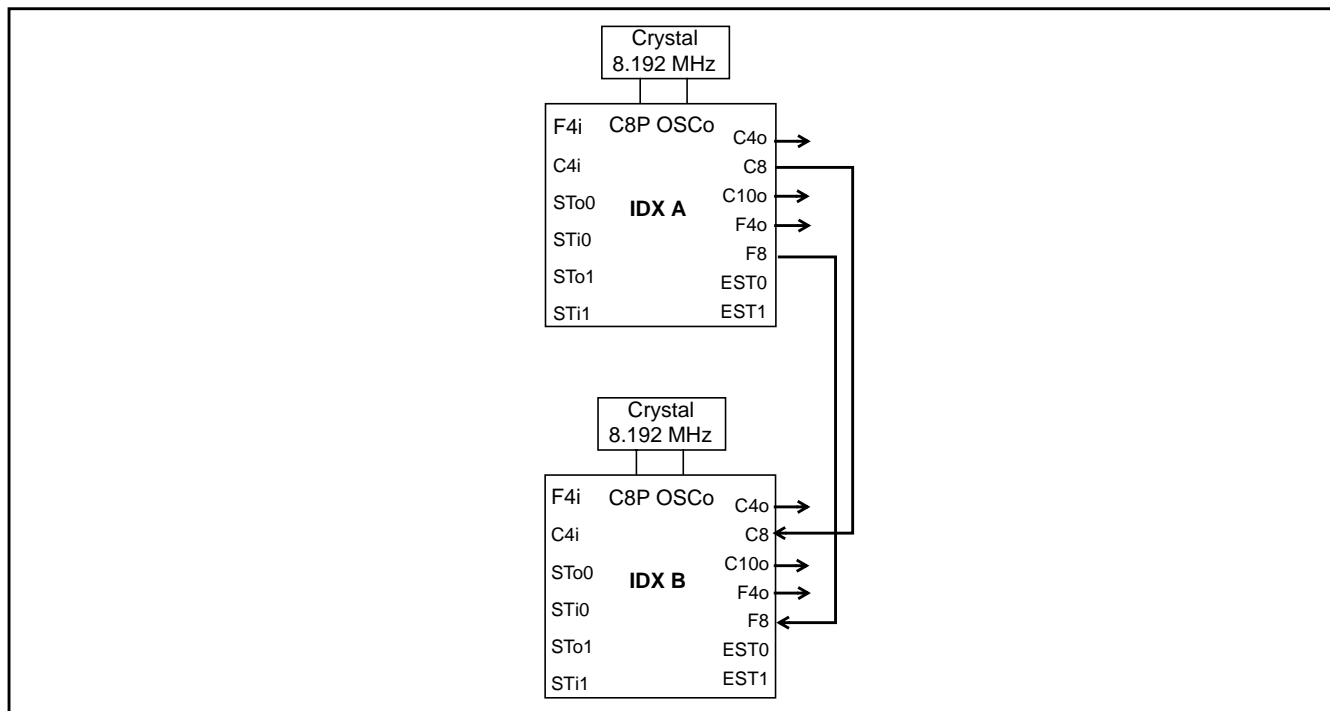 Crystal
8.192 MHz
F4i
C8P OSCo
C4o
C4i
C8
STo0
IDX A
C10o
F4o
STi0
F8
STo1
EST0
STi1
EST1
Crystal
8.192 MHz
F4i
C8P OSCo
C4o
C4i
C8
STo0
IDX B
C10o
F4o
STi0
F8
STo1
EST0
STi1
EST1